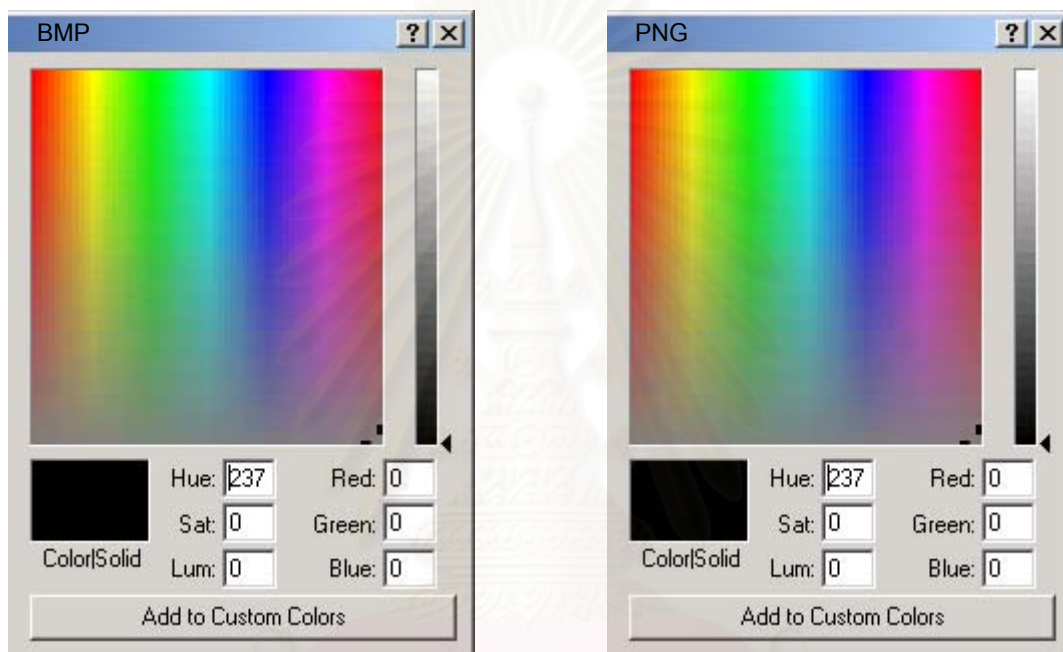 BMP ? ×
Hue: 237 Red: 0
Sat: 0 Green: 0
Color|Solid
Lum: 0 Blue: 0
Add to Custom Colors
PNG ? ×
Hue: 237 Red: 0
Sat: 0 Green: 0
Color|Solid
Lum: 0 Blue: 0
Add to Custom Colors